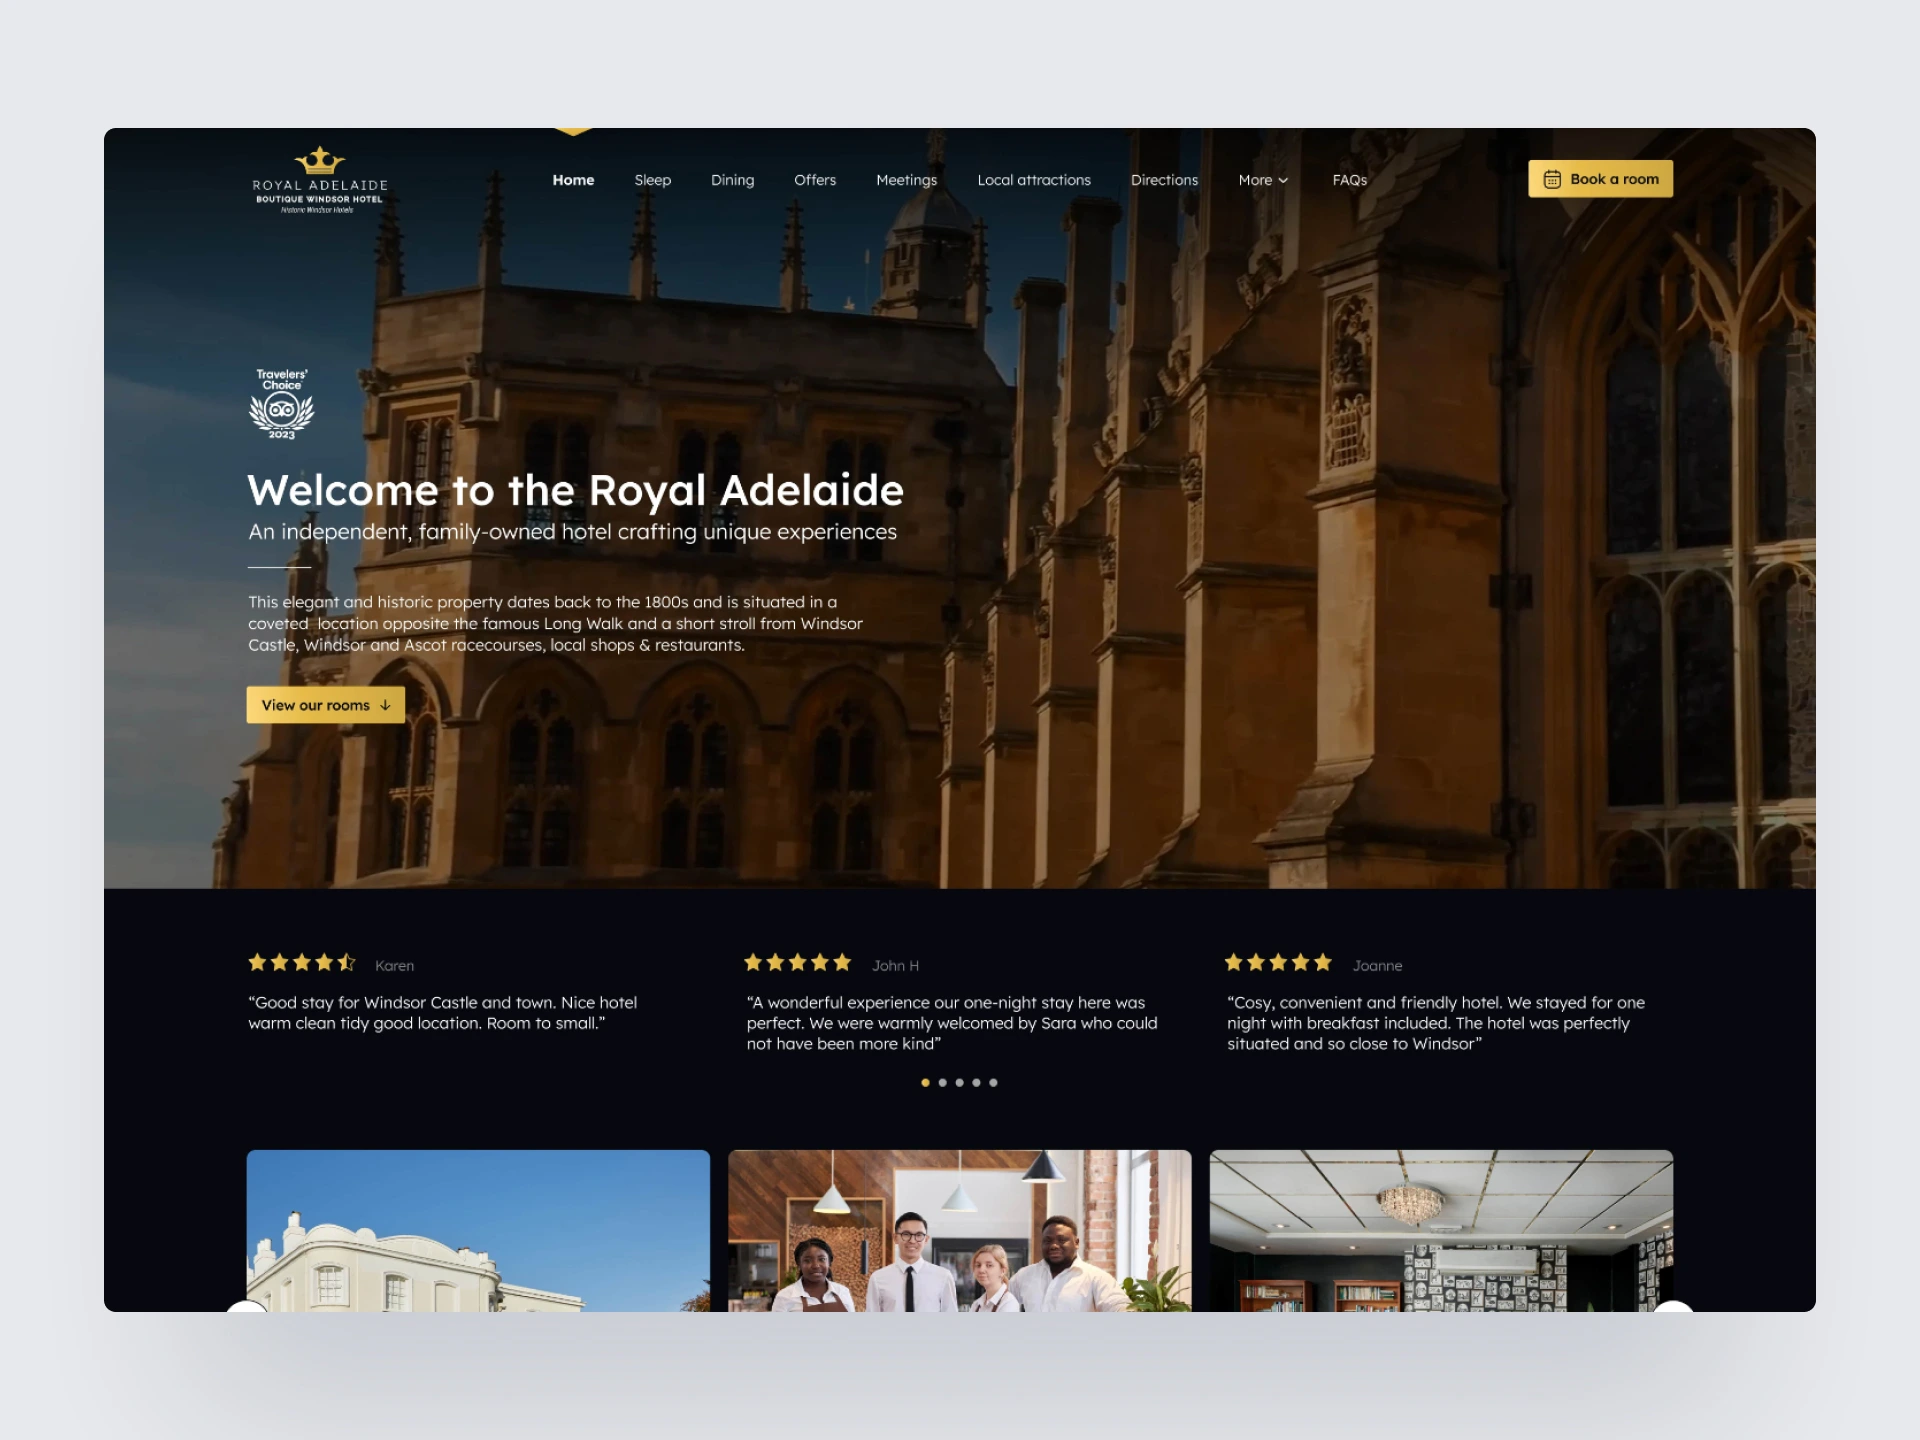 ROYAL ADELAIDE
BOUTIQUE WINDSOR HOTEL
Historic Windsor Hotels
Home Sleep Dining Offers Meetings Local attractions Directions More FAQs
Book a room
Travelers'
Choice
2023
Welcome to the Royal Adelaide
An independent, family-owned hotel crafting unique experiences
This elegant and historic property dates back to the 1800s and is situated in a
coveted location opposite the famous Long Walk and a short stroll from Windsor
Castle, Windsor and Ascot racecourses, local shops & restaurants.
View our rooms
Karen
“Good stay for Windsor Castle and town. Nice hotel
warm clean tidy good location. Room to small.”
John H
“A wonderful experience our one-night stay here was
perfect. We were warmly welcomed by Sara who could
not have been more kind”
Joanne
“Cosy, convenient and friendly hotel. We stayed for one
night with breakfast included. The hotel was perfectly
situated and so close to Windsor”